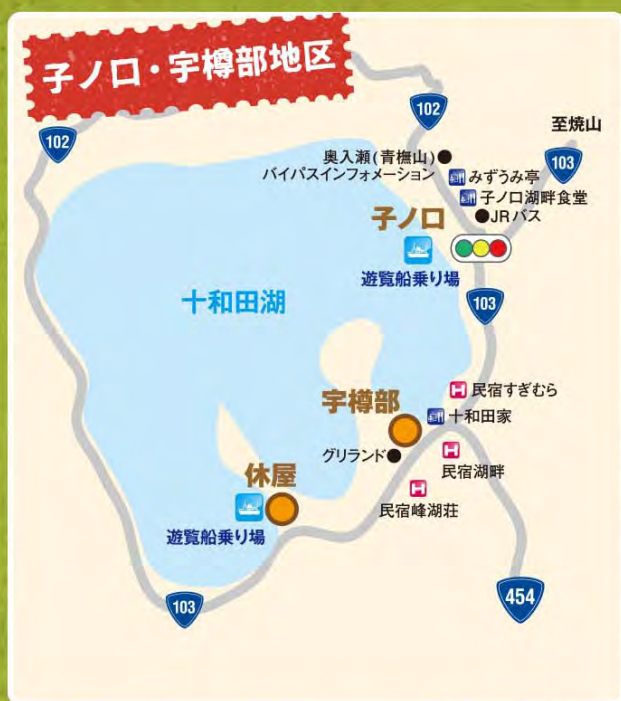 子ノ口・宇樽部地区
102
102
至焼山
103
奥入瀬(青橅山)
バイパスインフォメーション
みずうみ亭
子ノ口湖畔食堂
JRバス
子ノ口
遊覧船乗り場
十和田湖
103
民宿すぎむら
宇樽部
十和田家
グリランド
民宿湖畔
休屋
民宿峰湖荘
遊覧船乗り場
103
454